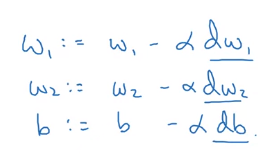 w₁ := w₁ - α dw₁
w₂ := w₂ - α dw₂
b := b - α db.